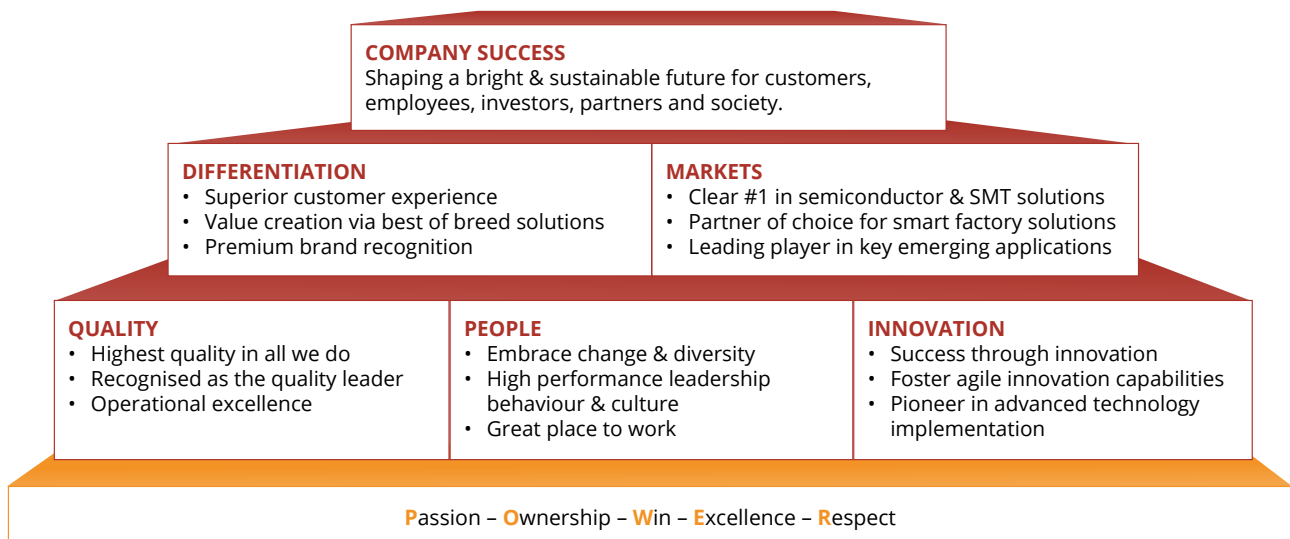 COMPANY SUCCESS
Shaping a bright & sustainable future for customers,
employees, investors, partners and society.
DIFFERENTIATION
• Superior customer experience
• Value creation via best of breed solutions
• Premium brand recognition
MARKETS
• Clear #1 in semiconductor & SMT solutions
• Partner of choice for smart factory solutions
• Leading player in key emerging applications
QUALITY
• Highest quality in all we do
• Recognised as the quality leader
• Operational excellence
PEOPLE
• Embrace change & diversity
• High performance leadership
behaviour & culture
• Great place to work
INNOVATION
• Success through innovation
• Foster agile innovation capabilities
• Pioneer in advanced technology
implementation
Passion – Ownership – Win – Excellence – Respect